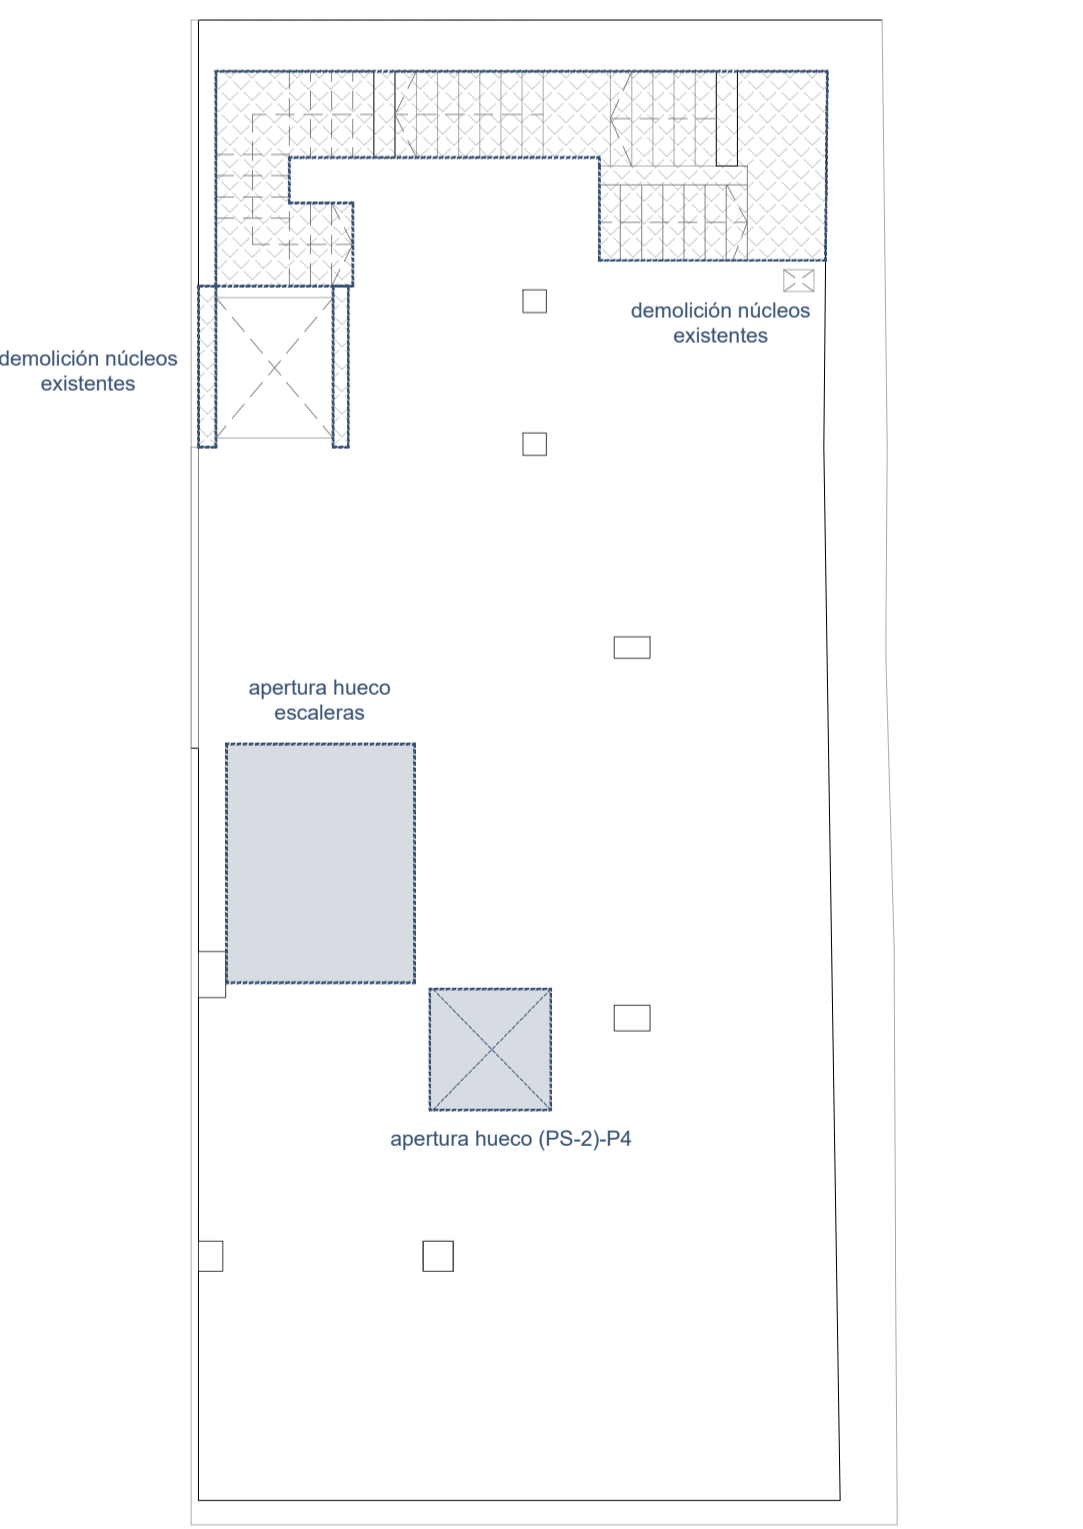 demolición núcleos
existentes
demolición núcleos
existentes
apertura hueco
escaleras
apertura hueco (PS-2)-P4